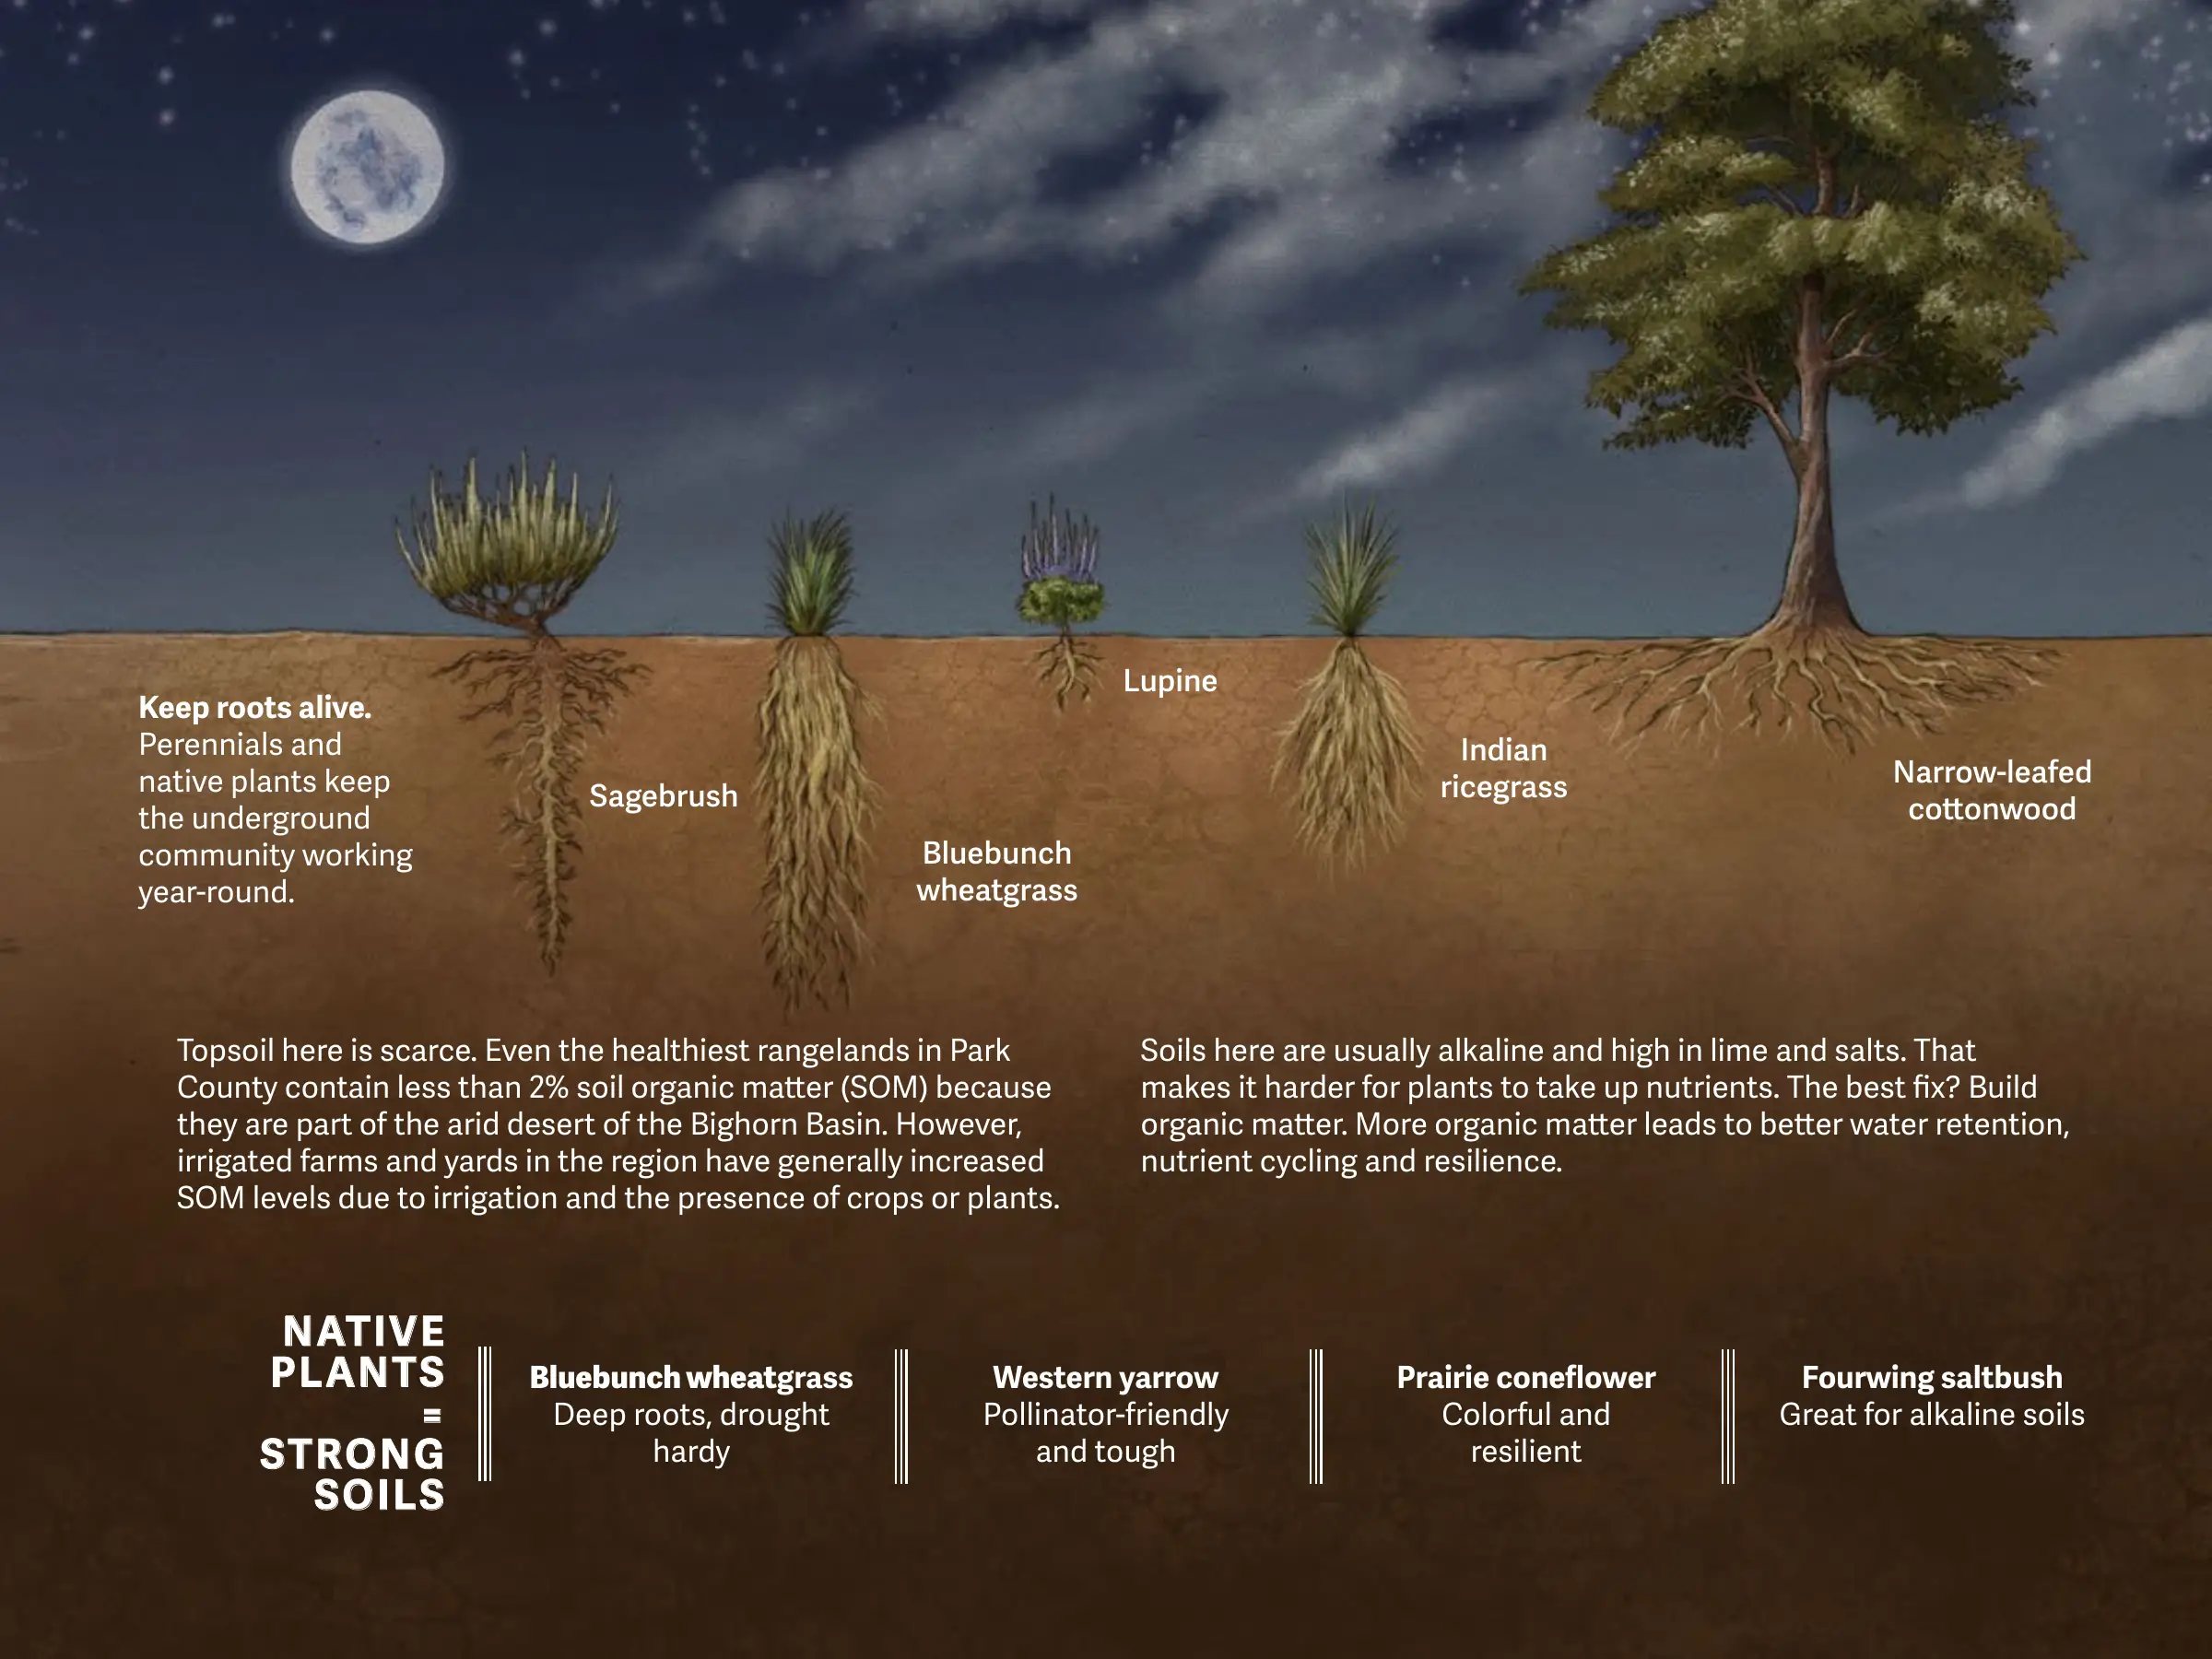 Keep roots alive.
Perennials and
native plants keep
the underground
community working
year-round.
Sagebrush
Bluebunch
wheatgrass
Lupine
Indian
ricegrass
Narrow-leafed
cottonwood
Topsoil here is scarce. Even the healthiest rangelands in Park
County contain less than 2% soil organic matter (SOM) because
they are part of the arid desert of the Bighorn Basin. However,
irrigated farms and yards in the region have generally increased
SOM levels due to irrigation and the presence of crops or plants.
Soils here are usually alkaline and high in lime and salts. That
makes it harder for plants to take up nutrients. The best fix? Build
organic matter. More organic matter leads to better water retention,
nutrient cycling and resilience.
NATIVE
PLANTS
=
STRONG
SOILS
Bluebunch wheatgrass
Deep roots, drought
hardy
Western yarrow
Pollinator-friendly
and tough
Prairie coneflower
Colorful and
resilient
Fourwing saltbush
Great for alkaline soils